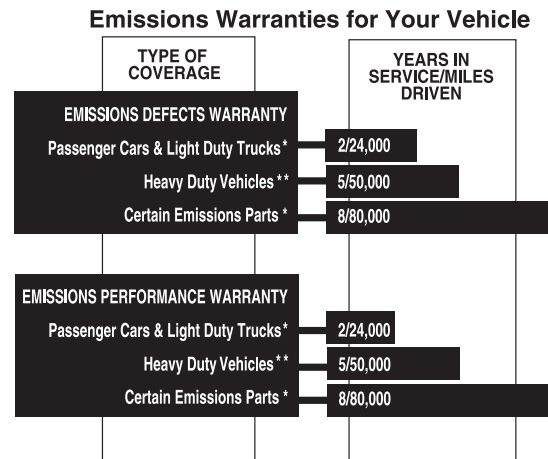 Emissions Warranties for Your Vehicle
TYPE OF
COVERAGE
YEARS IN
SERVICE/MILES
DRIVEN
EMISSIONS DEFECTS WARRANTY
Passenger Cars & Light Duty Trucks* 2/24,000
Heavy Duty Vehicles** 5/50,000
Certain Emissions Parts * 8/80,000
EMISSIONS PERFORMANCE WARRANTY
Passenger Cars & Light Duty Trucks* 2/24,000
Heavy Duty Vehicles** 5/50,000
Certain Emissions Parts * 8/80,000